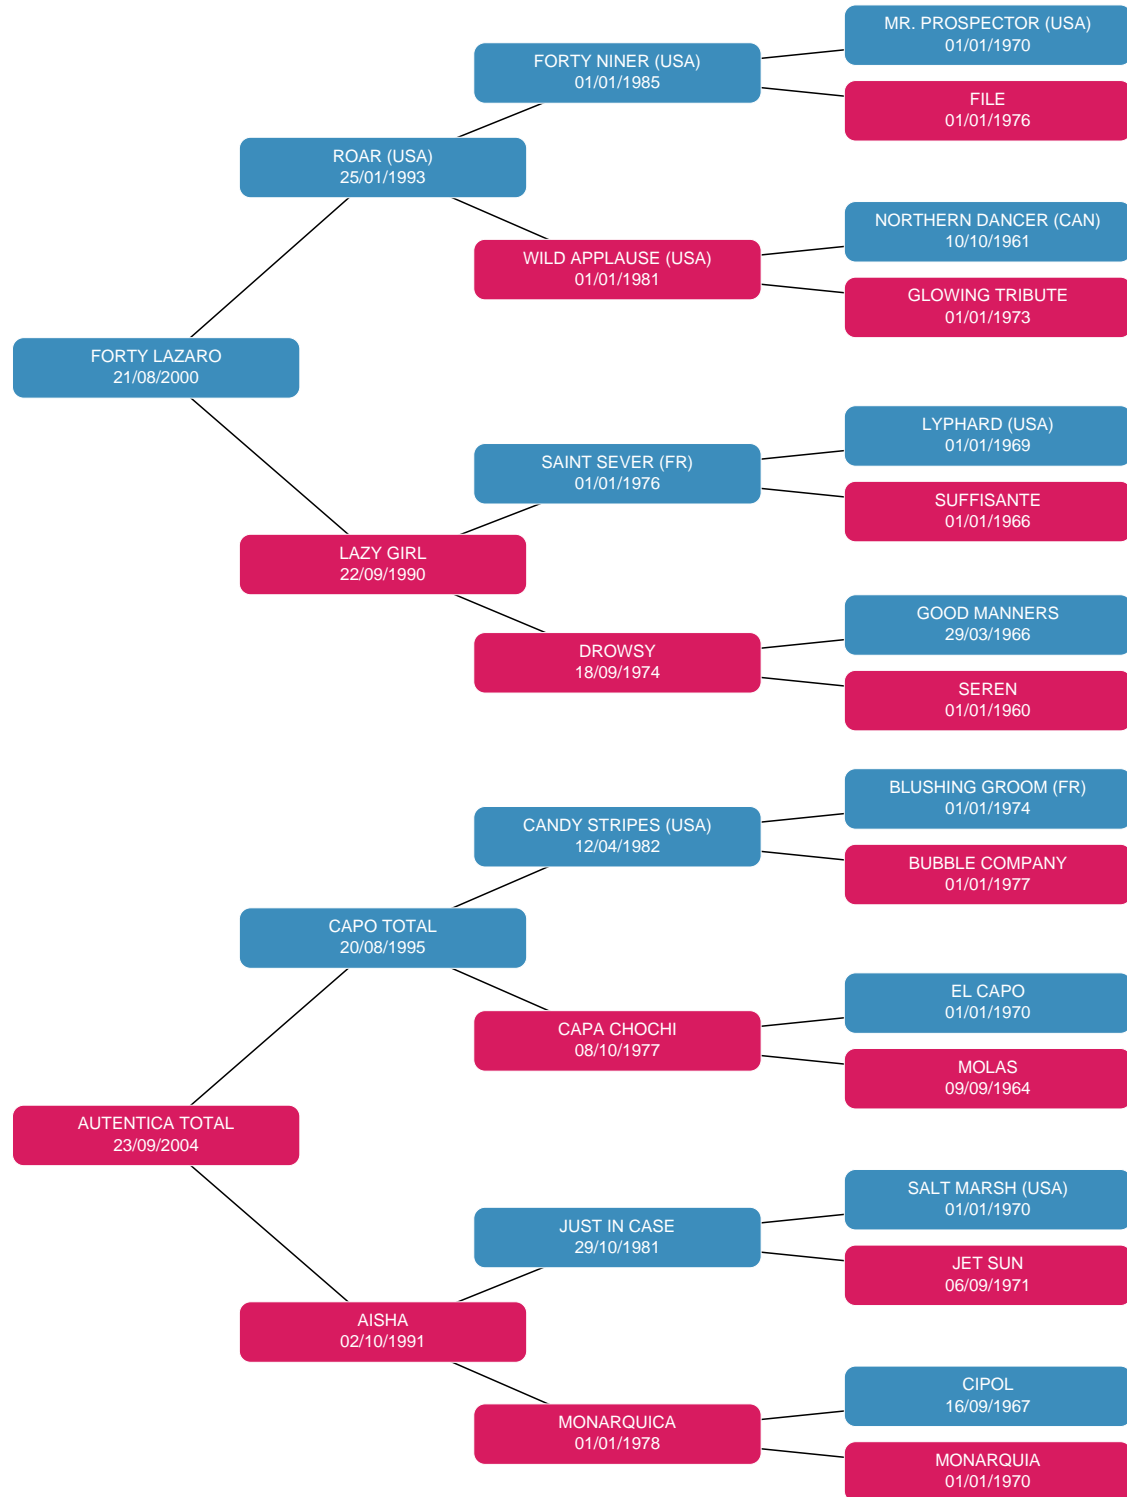 MR. PROSPECTOR (USA)
01/01/1970
FORTY NINER (USA)
01/01/1985
FILE
01/01/1976
ROAR (USA)
25/01/1993
NORTHERN DANCER (CAN)
10/10/1961
WILD APPLAUSE (USA)
01/01/1981
GLOWING TRIBUTE
01/01/1973
FORTY LAZARO
21/08/2000
LYPHARD (USA)
01/01/1969
SAINT SEVER (FR)
01/01/1976
SUFFISANTE
01/01/1966
LAZY GIRL
22/09/1990
GOOD MANNERS
29/03/1966
DROWSY
18/09/1974
SEREN
01/01/1960
BLUSHING GROOM (FR)
01/01/1974
CANDY STRIPES (USA)
12/04/1982
BUBBLE COMPANY
01/01/1977
CAPO TOTAL
20/08/1995
EL CAPO
01/01/1970
CAPA CHOCHI
08/10/1977
MOLAS
09/09/1964
AUTENTICA TOTAL
23/09/2004
SALT MARSH (USA)
01/01/1970
JUST IN CASE
29/10/1981
JET SUN
06/09/1971
AISHA
02/10/1991
CIPOL
16/09/1967
MONARQUICA
01/01/1978
MONARQUIA
01/01/1970